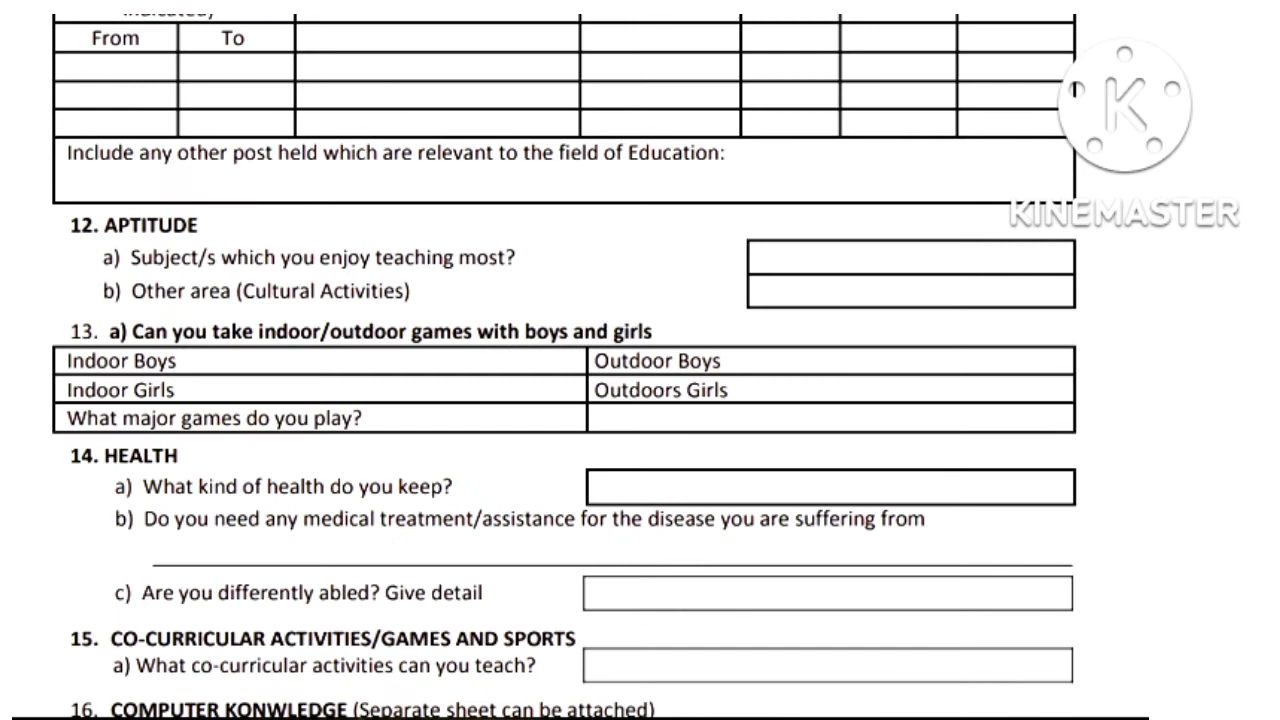 indicated)
From To
Include any other post held which are relevant to the field of Education:
12. APTITUDE
a) Subject/s which you enjoy teaching most?
b) Other area (Cultural Activities)
13. a) Can you take indoor/outdoor games with boys and girls
Indoor Boys Outdoor Boys
Indoor Girls Outdoors Girls
What major games do you play?
14. HEALTH
a) What kind of health do you keep?
b) Do you need any medical treatment/assistance for the disease you are suffering from
c) Are you differently abled? Give detail
15. CO-CURRICULAR ACTIVITIES/GAMES AND SPORTS
a) What co-curricular activities can you teach?
16. COMPUTER KONWLEDGE (Separate sheet can be attached)
K
KINEMASTER